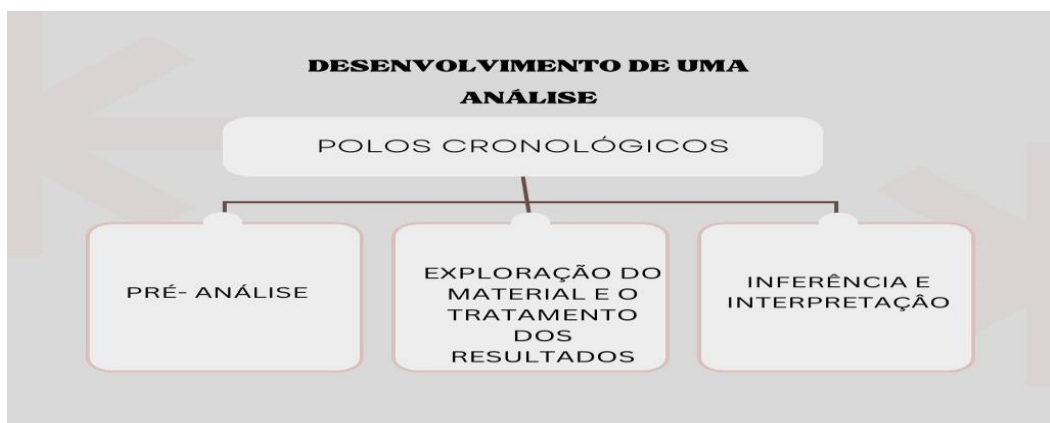 DESENVOLVIMENTO DE UMA
ANÁLISE
POLOS CRONOLÓGICOS
PRÉ- ANÁLISE
EXPLORAÇÃO DO
MATERIAL E O
TRATAMENTO
DOS
RESULTADOS
INFERÊNCIA E
INTERPRETAÇÃO